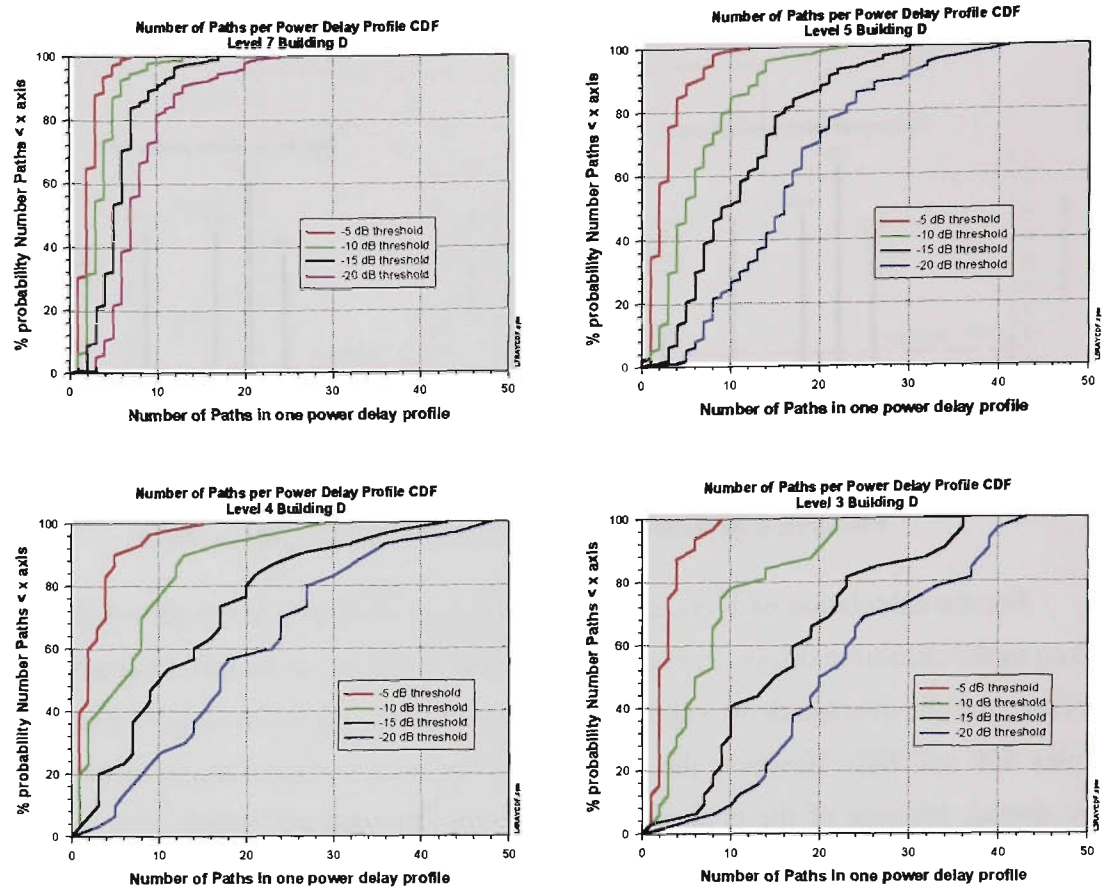 Number of Paths per Power Delay Profile CDF
Level 7 Building D
% probability Number Paths < x axis
100
80
60
40
20
0
0 10 20 30 40 50
-5 dB threshold
-10 dB threshold
-15 dB threshold
-20 dB threshold
Number of Paths in one power delay profile
Number of Paths per Power Delay Profile CDF
Level 5 Building D
% probability Number Paths < x axis
100
80
60
40
20
0
0 10 20 30 40 50
-5 dB threshold
-10 dB threshold
-15 dB threshold
-20 dB threshold
Number of Paths in one power delay profile
Number of Paths per Power Delay Profile CDF
Level 4 Building D
% probability Number Paths < x axis
100
80
60
40
20
0
0 10 20 30 40 50
-5 dB threshold
-10 dB threshold
-15 dB threshold
-20 dB threshold
Number of Paths in one power delay profile
Number of Paths per Power Delay Profile CDF
Level 3 Building D
% probability Number Paths < x axis
100
80
60
40
20
0
0 10 20 30 40 50
-5 dB threshold
-10 dB threshold
-15 dB threshold
-20 dB threshold
Number of Paths in one power delay profile